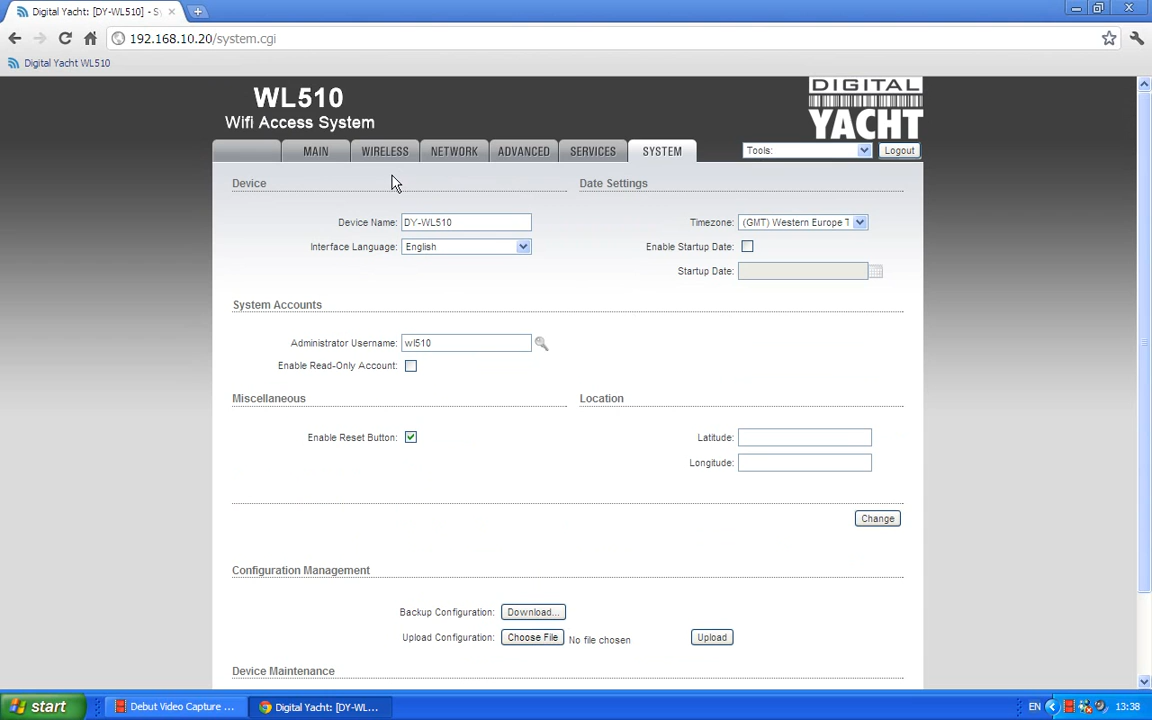 Digital Yacht: [DY-WL510] - Sy
192.168.10.20/system.cgi
Digital Yacht WL510
WL510
Wifi Access System
DIGITAL
YACHT
MAIN WIRELESS NETWORK ADVANCED SERVICES SYSTEM Tools: Logout
Device Date Settings
Device Name: DY-WL510 Timezone: (GMT) Western Europe T
Interface Language: English Enable Startup Date:
Startup Date:
System Accounts
Administrator Username: wl510
Enable Read-Only Account:
Miscellaneous Location
Enable Reset Button: Latitude:
Longitude:
Change
Configuration Management
Backup Configuration: Download...
Upload Configuration: Choose File No file chosen Upload
Device Maintenance
start Debut Video Capture ... Digital Yacht: [DY-WL... EN 13:38